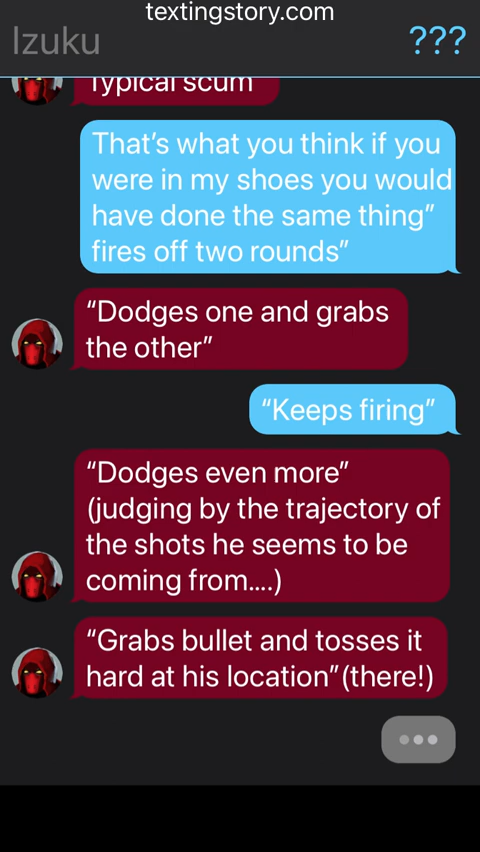 textingstory.com
Izuku
???
Typical scum
That’s what you think if you
were in my shoes you would
have done the same thing”
fires off two rounds”
“Dodges one and grabs
the other”
“Keeps firing”
“Dodges even more”
(judging by the trajectory of
the shots he seems to be
coming from....)
“Grabs bullet and tosses it
hard at his location”(there!)